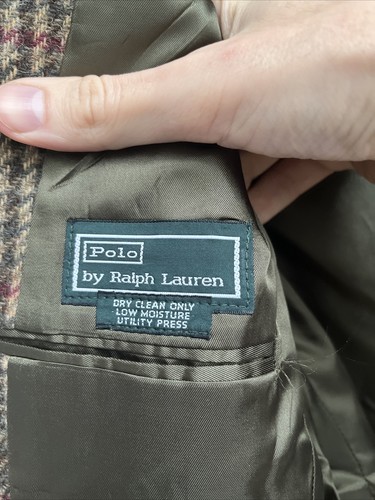 Polo
by Ralph Lauren
DRY CLEAN ONLY
LOW MOISTURE
UTILITY PRESS